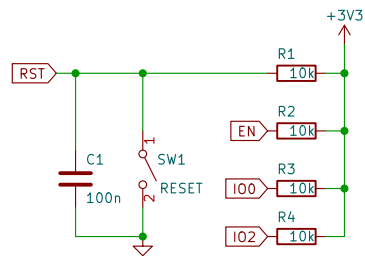 +3V3
R1
RST
10k
R2
1
EN
10k
SW1
C1
R3
RESET
IO0
10k
100n
2
R4
IO2
10k